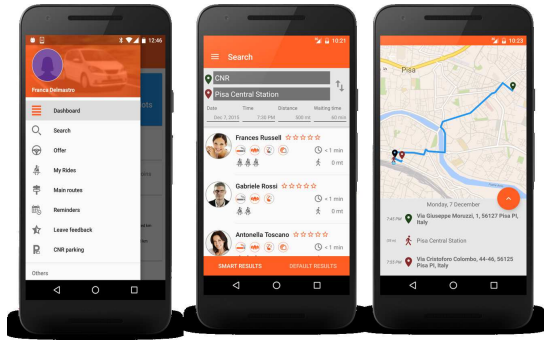 12:46
Franca Delmastro
Dashboard
Search
Offer
My Rides
Main routes
Reminders
Leave feedback
CNR parking
Others
10:21
Search
CNR
Pisa Central Station
Date Time Distance Waiting time
Dec 7, 2015 7:36 PM 500 mt 60 min
Frances Russell
< 1 min
0 mt
Gabriele Rossi
< 1 min
0 mt
Antonella Toscano
< 1 min
SMART RESULTS DEFAULT RESULTS
10:23
Pisa
Monday, 7 December
7:43 PM Via Giuseppe Moruzzi, 1, 56127 Pisa PI,
Italy
Pisa Central Station
7:53 PM Via Cristoforo Colombo, 44-46, 56125
Pisa PI, Italy